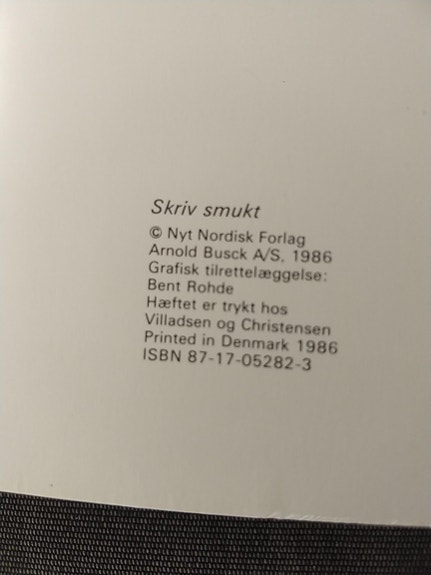 Skriv smukt
© Nyt Nordisk Forlag
Arnold Busck A/S, 1986
Grafisk tilrettelæggelse:
Bent Rohde
Hæftet er trykt hos
Villadsen og Christensen
Printed in Denmark 1986
ISBN 87-17-05282-3